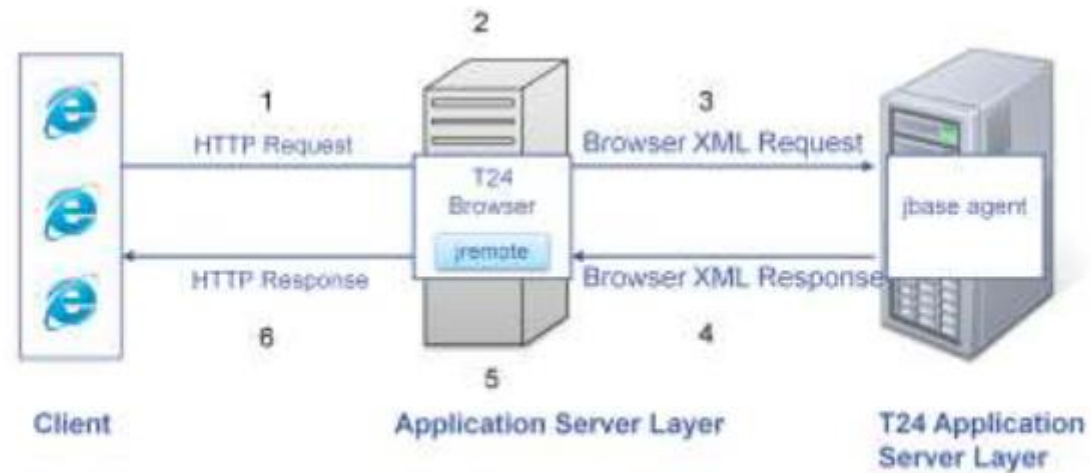 2
1
3
HTTP Request
Browser XML Request
T24
Browser
jbase agent
jremote
HTTP Response
Browser XML Response
6
4
5
Client
Application Server Layer
T24 Application
Server Layer